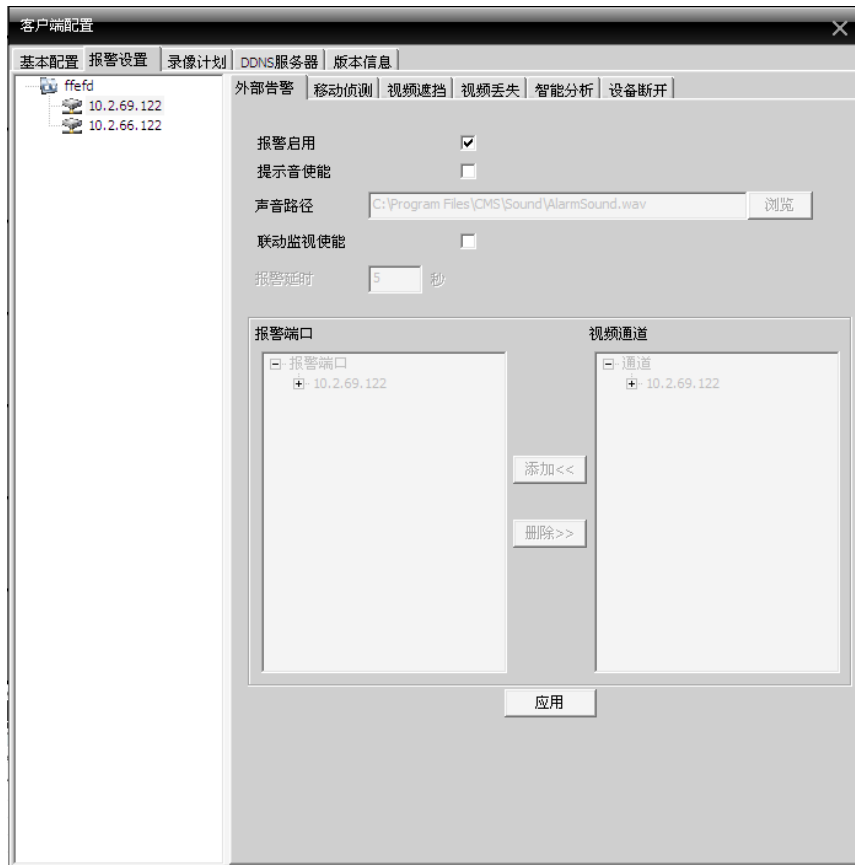 客户端配置
基本配置 报警设置 录像计划 DDNS服务器 版本信息
ffefd
10.2.69.122
10.2.66.122
外部告警 移动侦测 视频遮挡 视频丢失 智能分析 设备断开
报警启用
提示音使能
声音路径 C:\Program Files\CMS\Sound\AlarmSound.wav 浏览
联动监视使能
报警延时 5 秒
报警端口 视频通道
报警端口 通道
10.2.69.122 10.2.69.122
添加<<
删除>>
应用